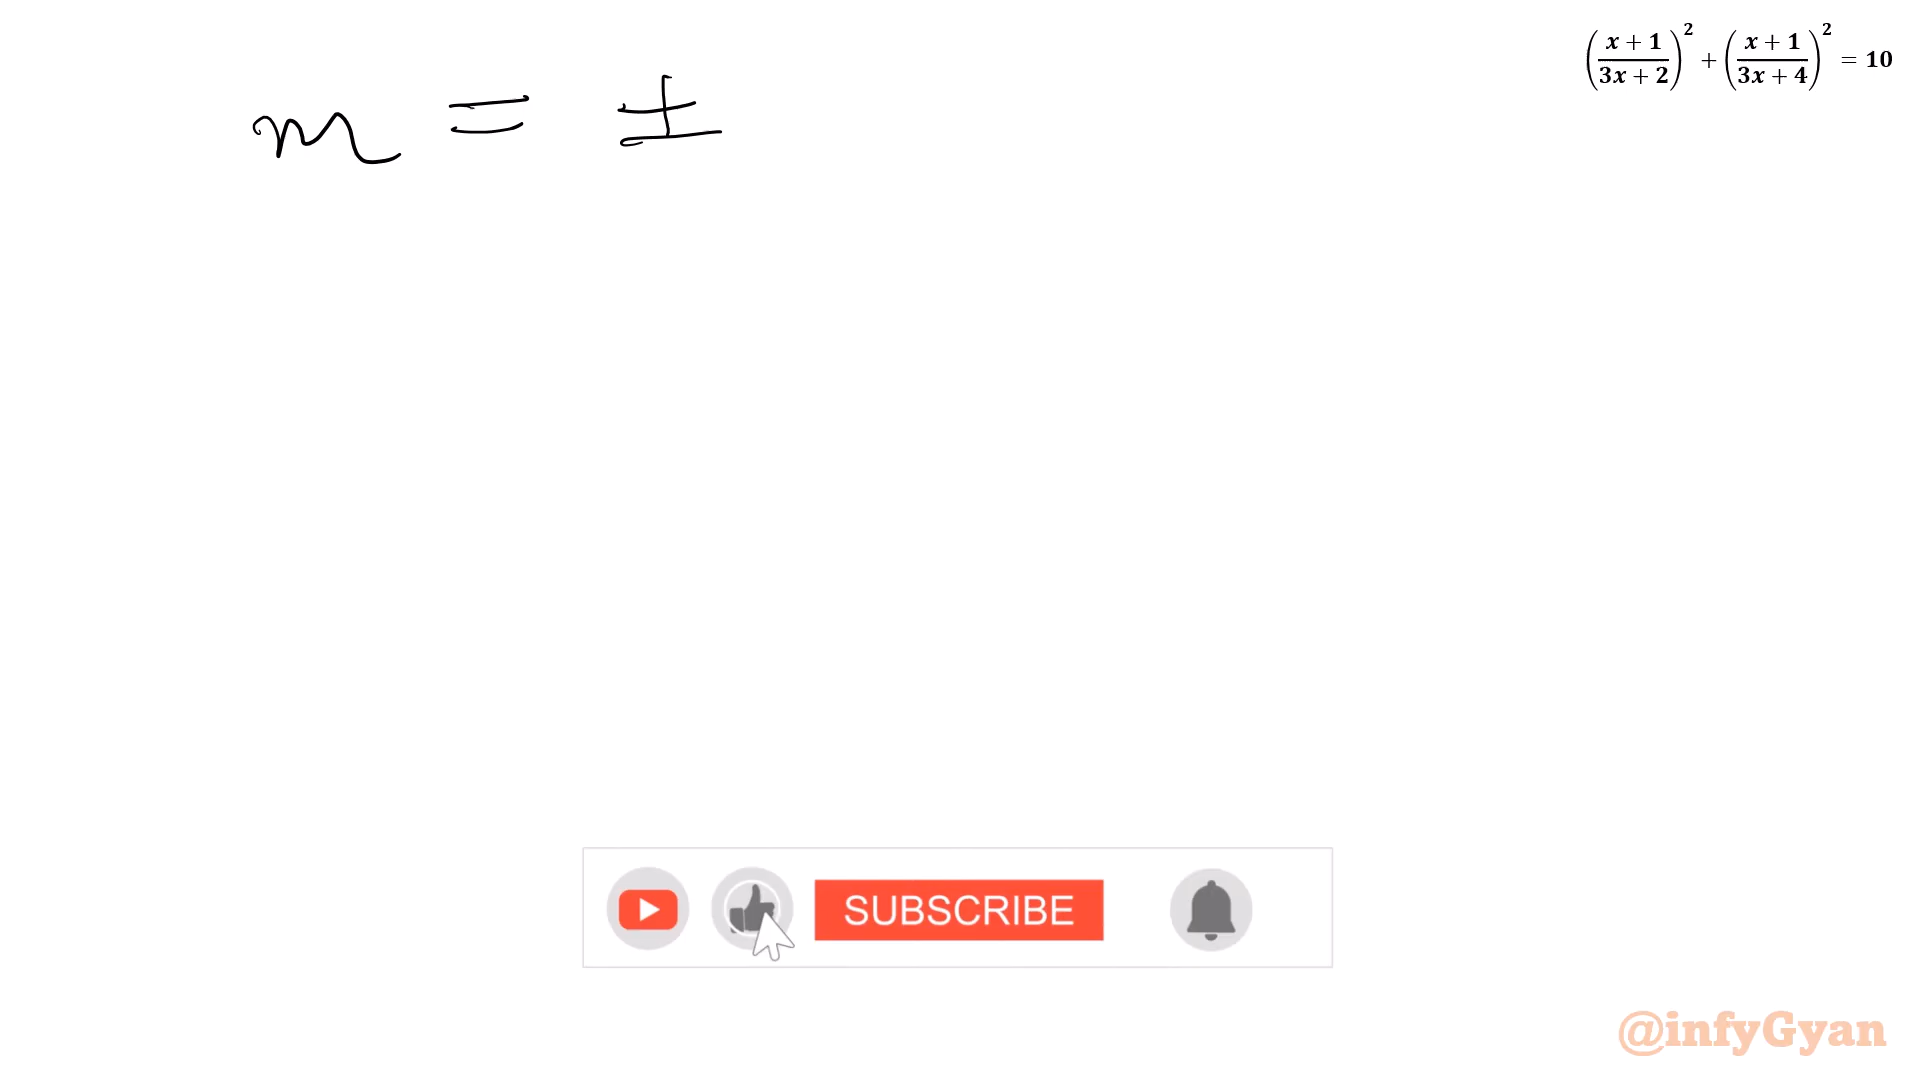 m = ±
(x + 1 / 3x + 2)² + (x + 1 / 3x + 4)² = 10
SUBSCRIBE
@infyGyan